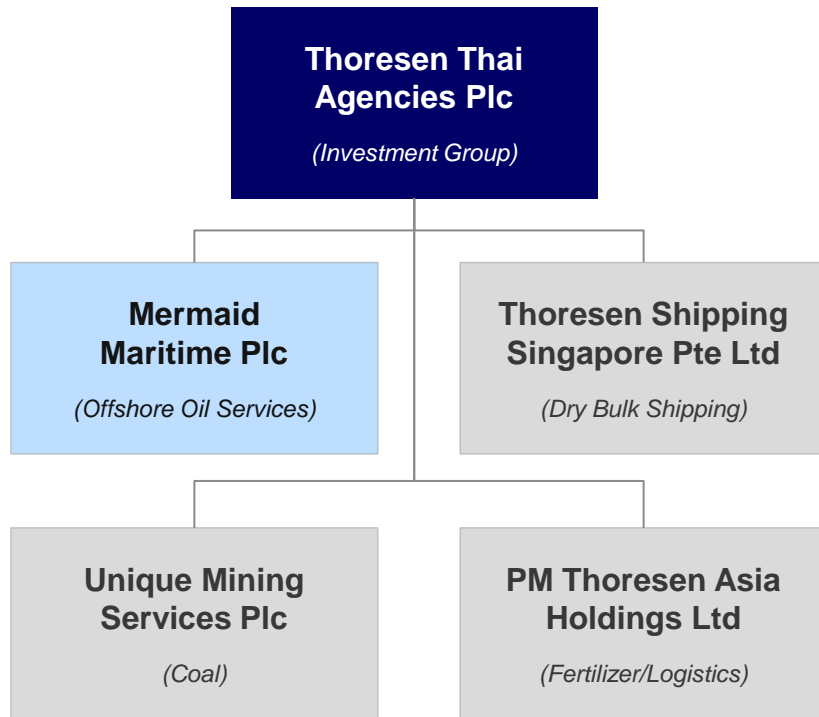 Thoresen Thai
Agencies Plc
(Investment Group)
Mermaid
Maritime Plc
(Offshore Oil Services)
Thoresen Shipping
Singapore Pte Ltd
(Dry Bulk Shipping)
Unique Mining
Services Plc
(Coal)
PM Thoresen Asia
Holdings Ltd
(Fertilizer/Logistics)